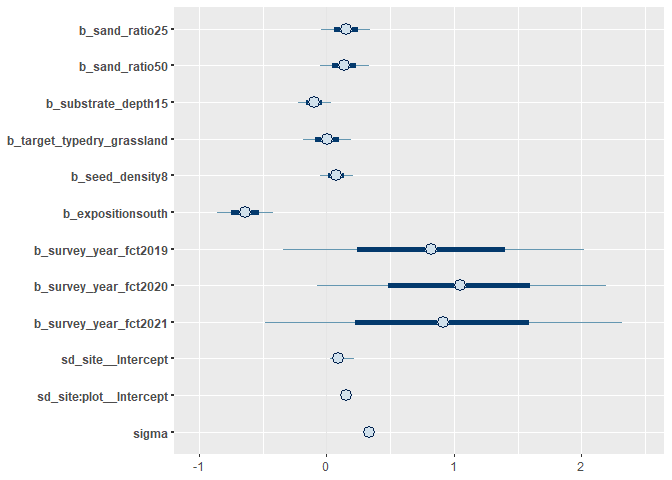 b_sand_ratio25
b_sand_ratio50
b_substrate_depth15
b_target_typedry_grassland
b_seed_density8
b_expositionsouth
b_survey_year_fct2019
b_survey_year_fct2020
b_survey_year_fct2021
sd_site__Intercept
sd_site:plot__Intercept
sigma
-1 0 1 2